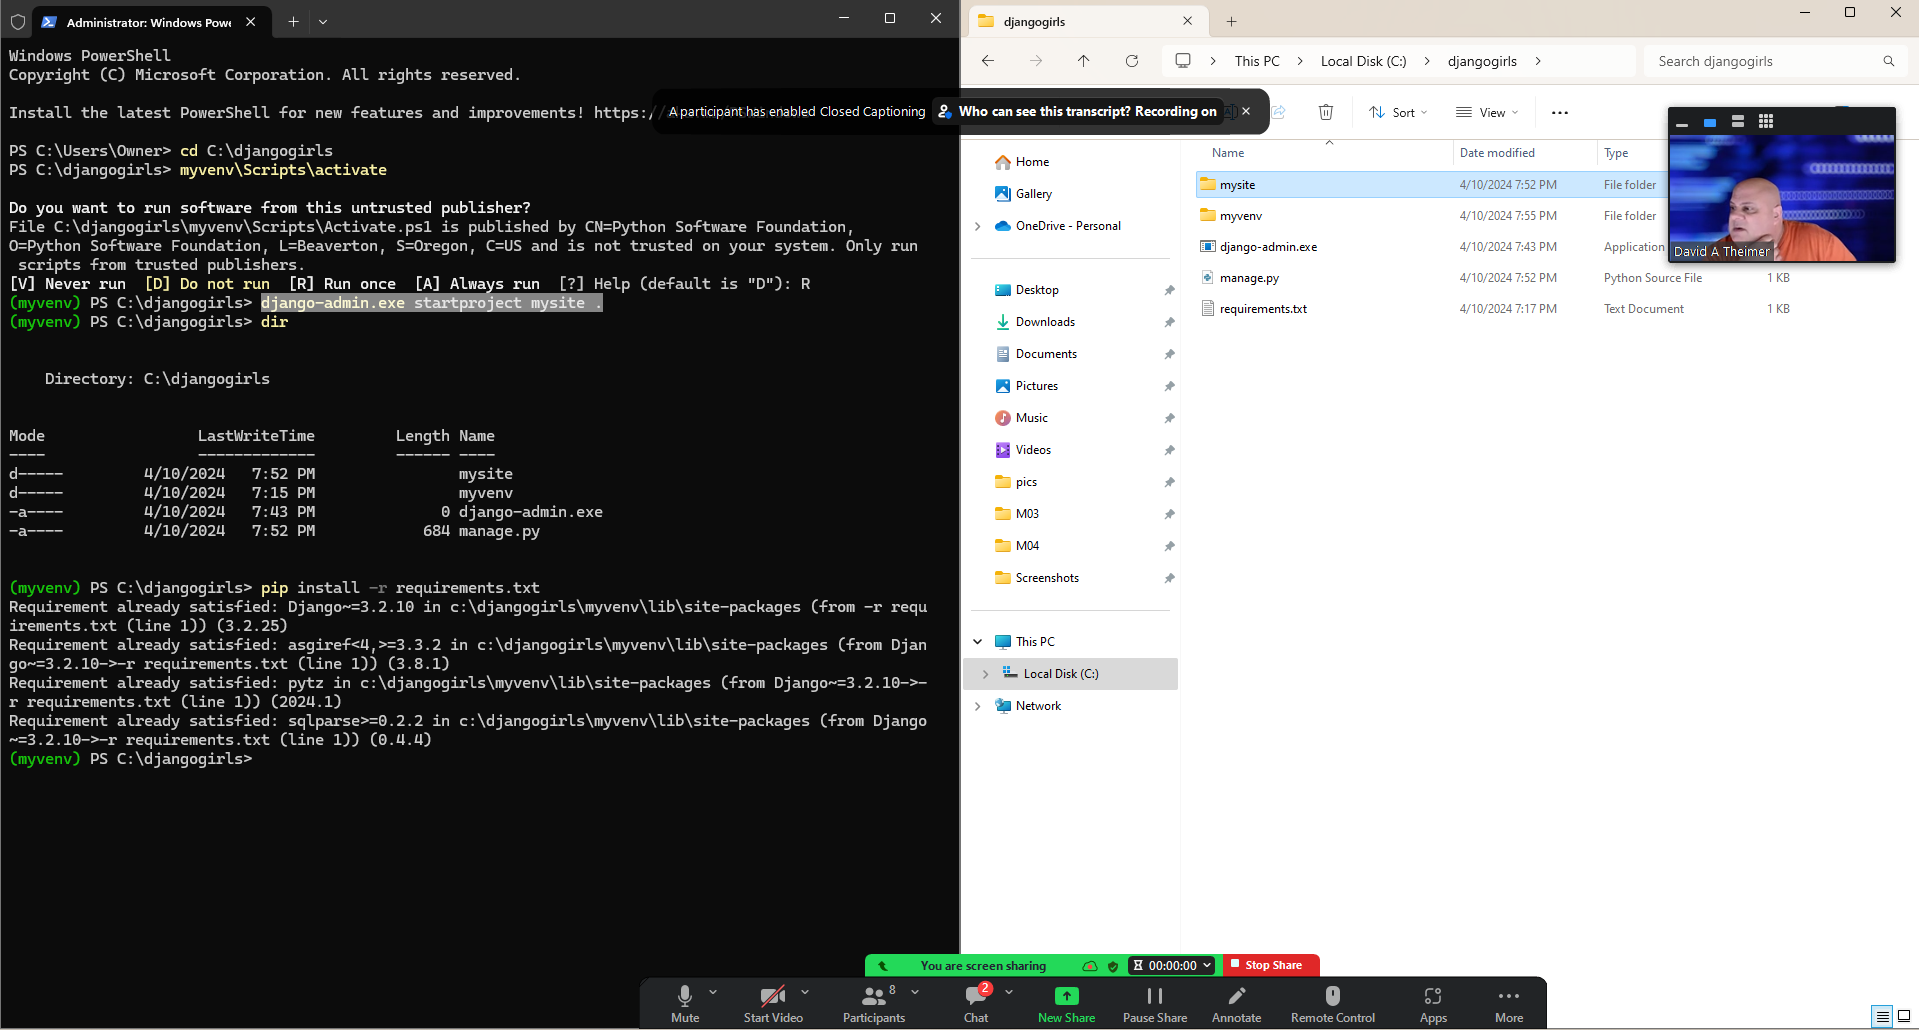 Administrator: Windows Powe
Windows PowerShell
Copyright (C) Microsoft Corporation. All rights reserved.
Install the latest PowerShell for new features and improvements! https:/
A participant has enabled Closed Captioning
Who can see this transcript? Recording on
PS C:\Users\Owner> cd C:\djangogirls
PS C:\djangogirls> myvenv\Scripts\activate
Do you want to run software from this untrusted publisher?
File C:\djangogirls\myvenv\Scripts\Activate.ps1 is published by CN=Python Software Foundation,
O=Python Software Foundation, L=Beaverton, S=Oregon, C=US and is not trusted on your system. Only run
scripts from trusted publishers.
[V] Never run  [D] Do not run  [R] Run once  [A] Always run  [?] Help (default is "D"): R
(myvenv) PS C:\djangogirls> django-admin.exe startproject mysite .
(myvenv) PS C:\djangogirls> dir
Directory: C:\djangogirls
Mode LastWriteTime Length Name
---- ------------- ------ ----
d----- 4/10/2024 7:52 PM mysite
d----- 4/10/2024 7:15 PM myvenv
-a---- 4/10/2024 7:43 PM 0 django-admin.exe
-a---- 4/10/2024 7:52 PM 684 manage.py
(myvenv) PS C:\djangogirls> pip install -r requirements.txt
Requirement already satisfied: Django~=3.2.10 in c:\djangogirls\myvenv\lib\site-packages (from -r requ
irements.txt (line 1)) (3.2.25)
Requirement already satisfied: asgiref<4,>=3.3.2 in c:\djangogirls\myvenv\lib\site-packages (from Djan
go~=3.2.10->-r requirements.txt (line 1)) (3.8.1)
Requirement already satisfied: pytz in c:\djangogirls\myvenv\lib\site-packages (from Django~=3.2.10->-
r requirements.txt (line 1)) (2024.1)
Requirement already satisfied: sqlparse>=0.2.2 in c:\djangogirls\myvenv\lib\site-packages (from Django
~=3.2.10->-r requirements.txt (line 1)) (0.4.4)
(myvenv) PS C:\djangogirls>
djangogirls
This PC > Local Disk (C:) > djangogirls >
Search djangogirls
Sort
View
Home
Gallery
OneDrive - Personal
Desktop
Downloads
Documents
Pictures
Music
Videos
pics
M03
M04
Screenshots
This PC
Local Disk (C:)
Network
Name Date modified Type
mysite 4/10/2024 7:52 PM File folder
myvenv 4/10/2024 7:55 PM File folder
django-admin.exe 4/10/2024 7:43 PM Application
manage.py 4/10/2024 7:52 PM Python Source File 1 KB
requirements.txt 4/10/2024 7:17 PM Text Document 1 KB
David A Theimer
You are screen sharing
00:00:00
Stop Share
Mute
Start Video
Participants 8
Chat 2
New Share
Pause Share
Annotate
Remote Control
Apps
More